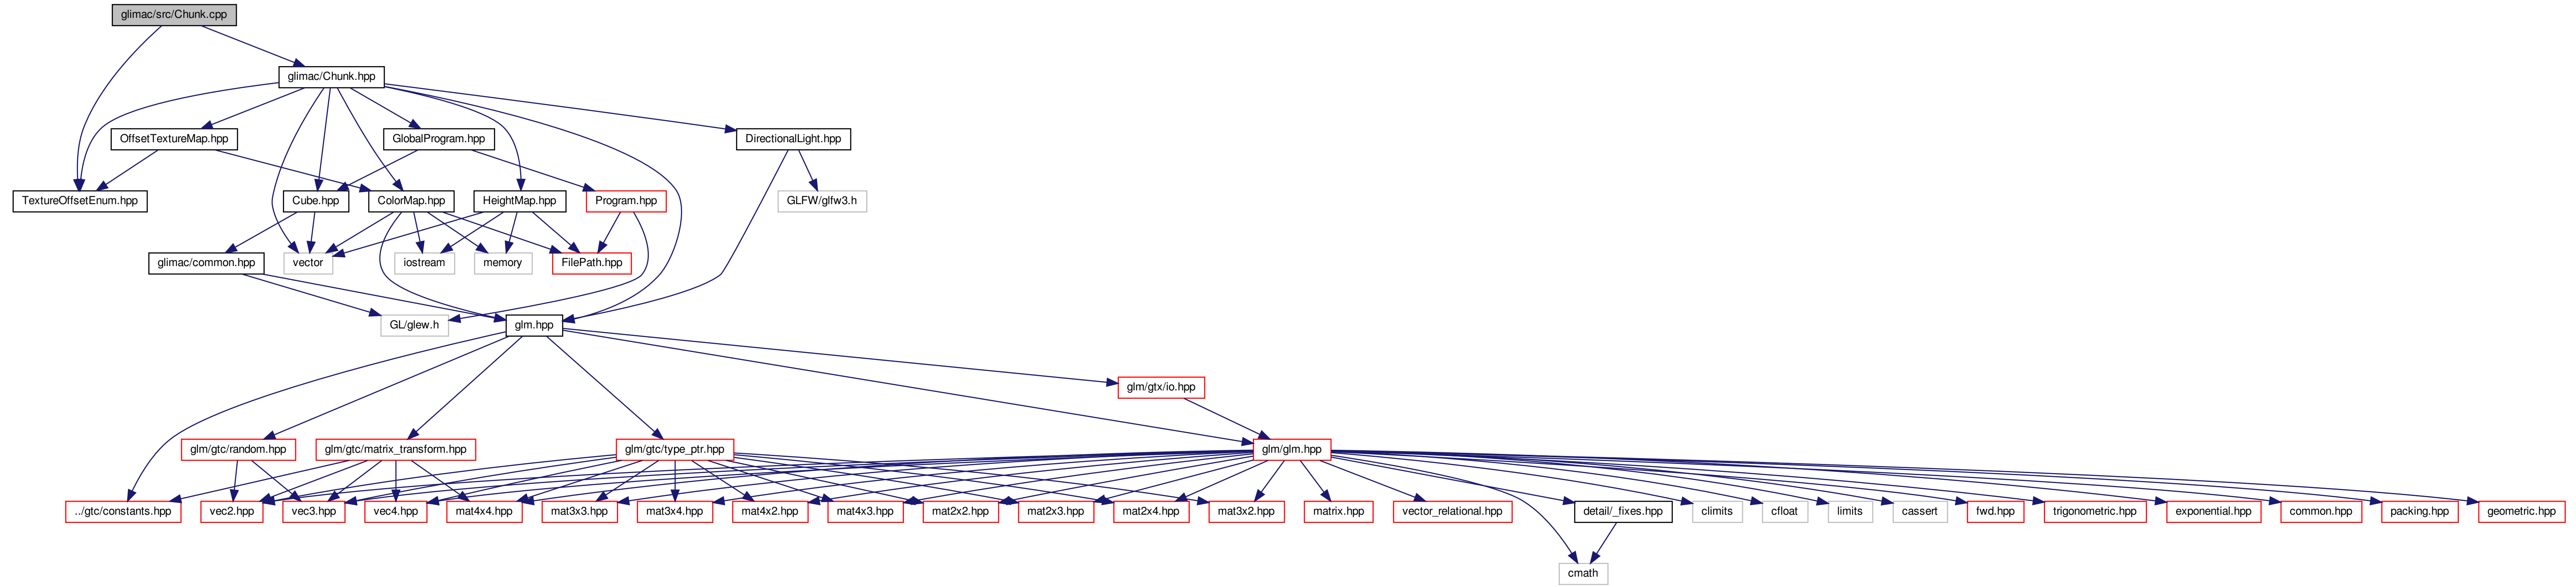 glimac/src/Chunk.cpp
glimac/Chunk.hpp
OffsetTextureMap.hpp
GlobalProgram.hpp
DirectionalLight.hpp
TextureOffsetEnum.hpp
Cube.hpp
ColorMap.hpp
HeightMap.hpp
Program.hpp
GLFW/glfw3.h
glimac/common.hpp
vector
iostream
memory
FilePath.hpp
GL/glew.h
glm.hpp
glm/gtx/io.hpp
glm/gtc/random.hpp
glm/gtc/matrix_transform.hpp
glm/gtc/type_ptr.hpp
glm/glm.hpp
../gtc/constants.hpp
vec2.hpp
vec3.hpp
vec4.hpp
mat4x4.hpp
mat3x3.hpp
mat3x4.hpp
mat4x2.hpp
mat4x3.hpp
mat2x2.hpp
mat2x3.hpp
mat2x4.hpp
mat3x2.hpp
matrix.hpp
vector_relational.hpp
detail/_fixes.hpp
climits
cfloat
limits
cassert
fwd.hpp
trigonometric.hpp
exponential.hpp
common.hpp
packing.hpp
geometric.hpp
cmath